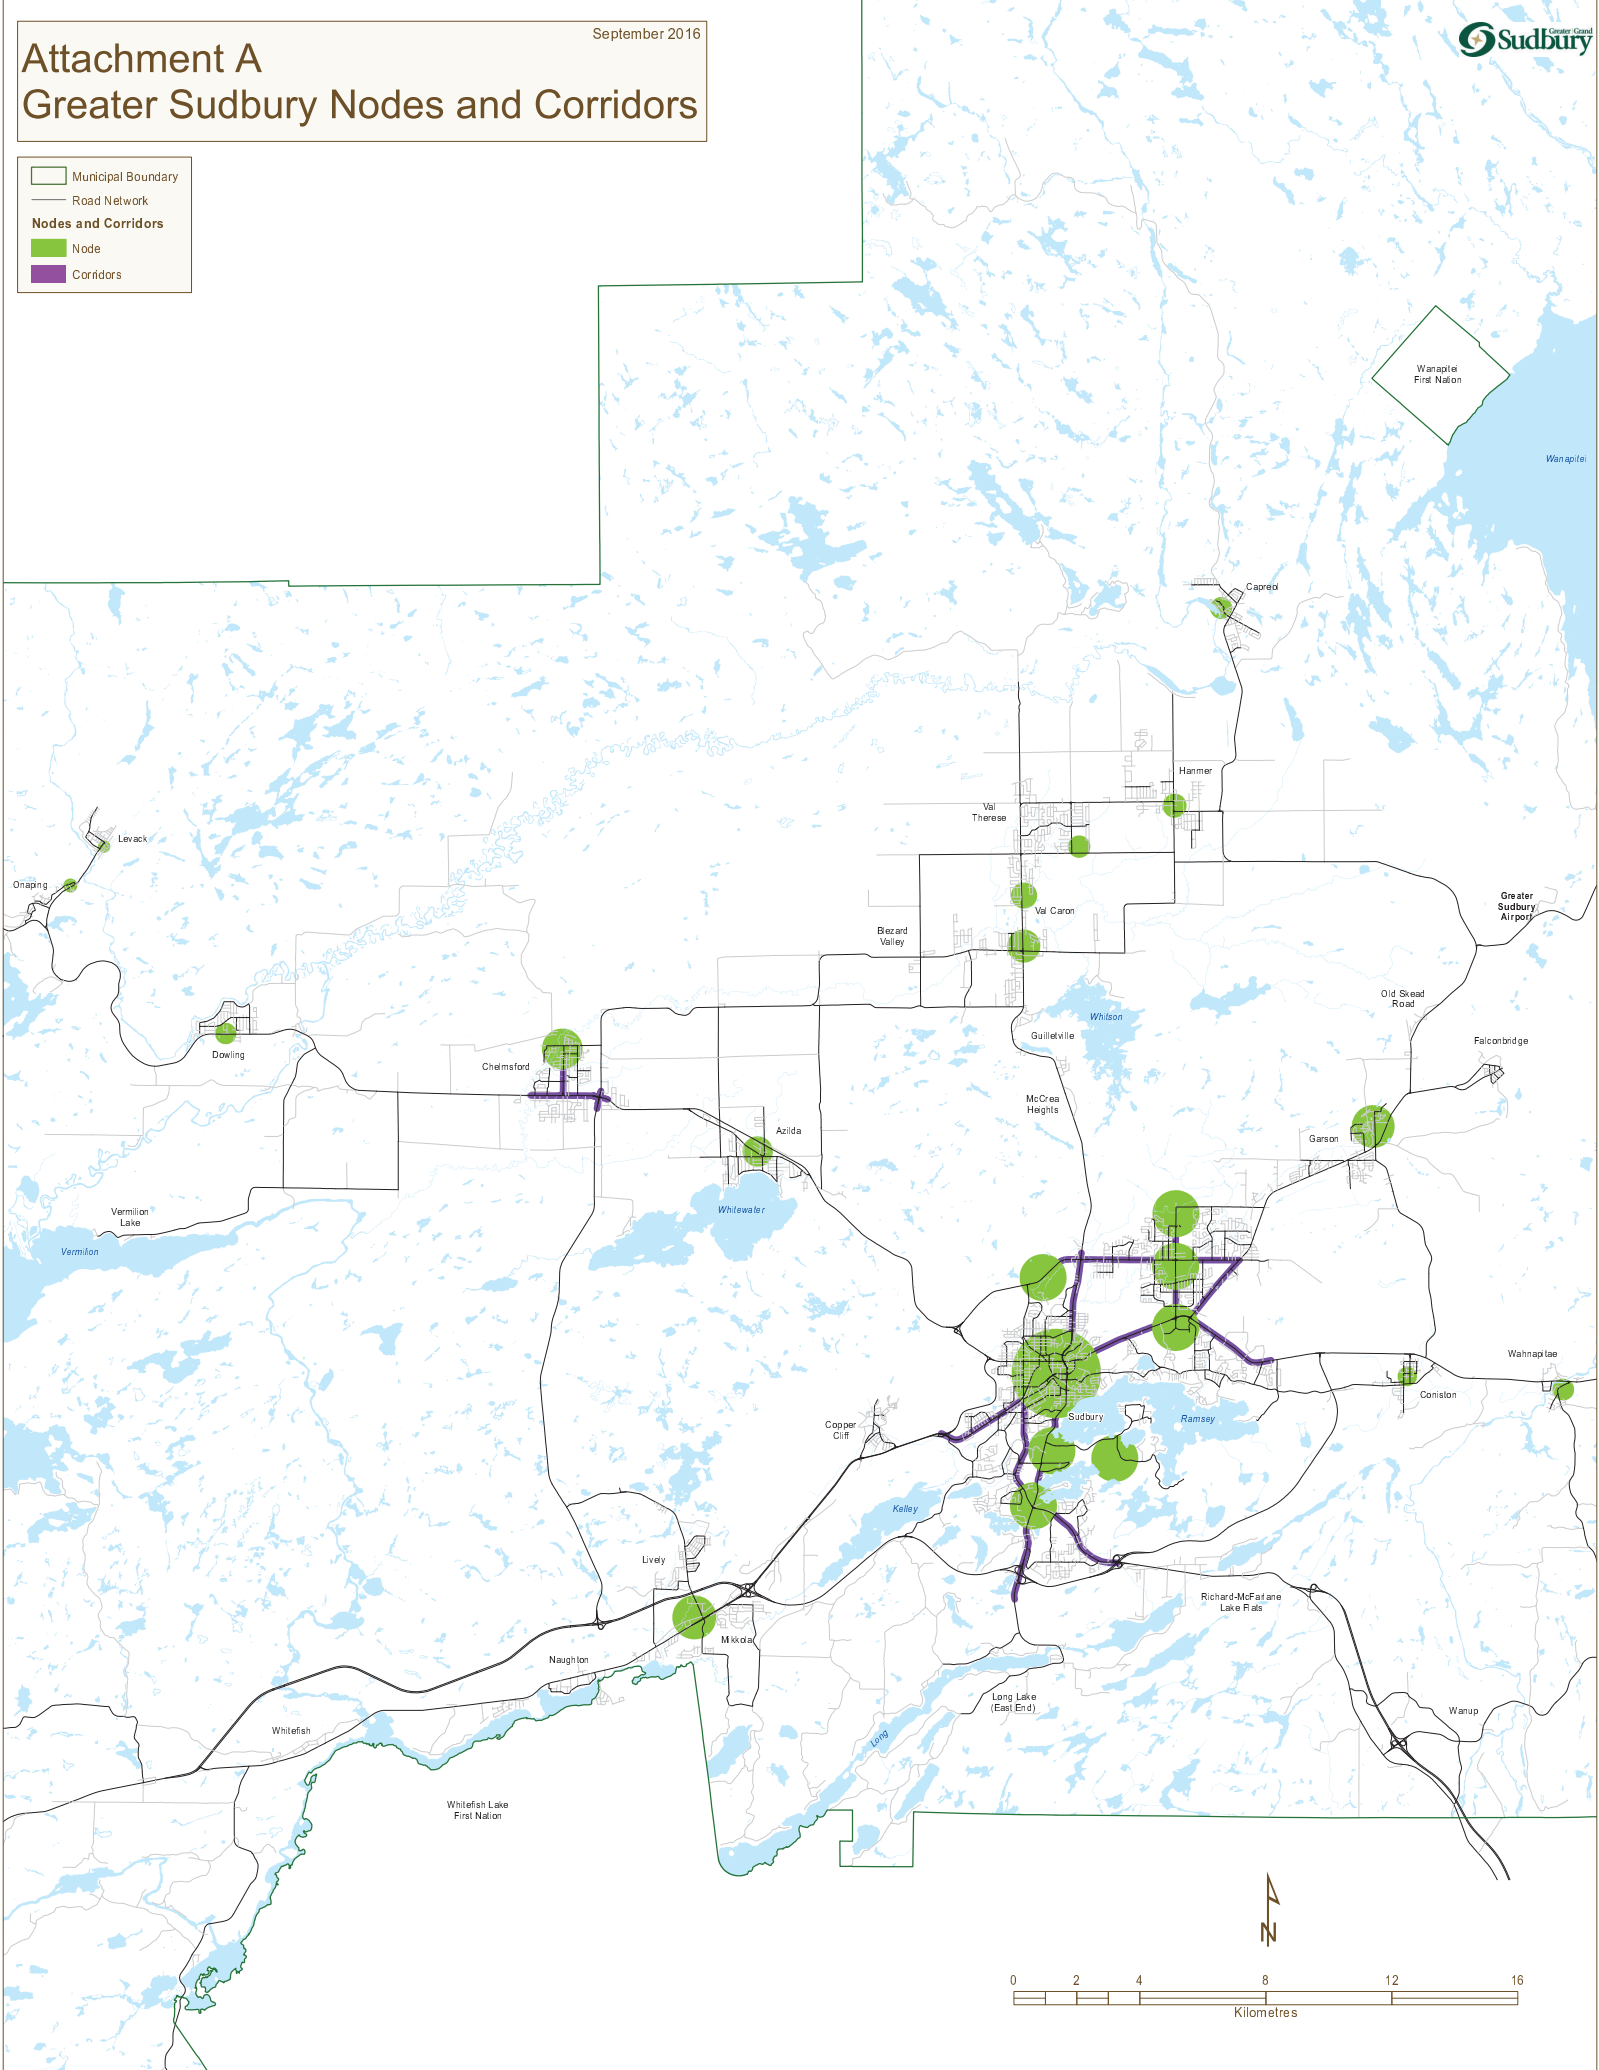 September 2016
Attachment A
Greater Sudbury Nodes and Corridors
Greater Grand
Sudbury
Municipal Boundary
Road Network
Nodes and Corridors
Node
Corridors
Wanapitei
First Nation
Wanapitei
Capreol
Hanmer
Val
Therese
Levack
Onaping
Val Caron
Greater
Sudbury
Airport
Blezard
Valley
Old Skead
Road
Whitson
Guilletville
Dowling
Falconbridge
Chelmsford
McCrea
Heights
Azilda
Garson
Whitewater
Vermilion
Lake
Vermilion
Wahnapitae
Coniston
Sudbury
Ramsey
Copper
Cliff
Kelley
Lively
Richard-McFarlane
Lake Flats
Mikkola
Naughton
Long Lake
(East End)
Wanup
Whitefish
Long
Whitefish Lake
First Nation
N
0 2 4 8 12 16
Kilometres